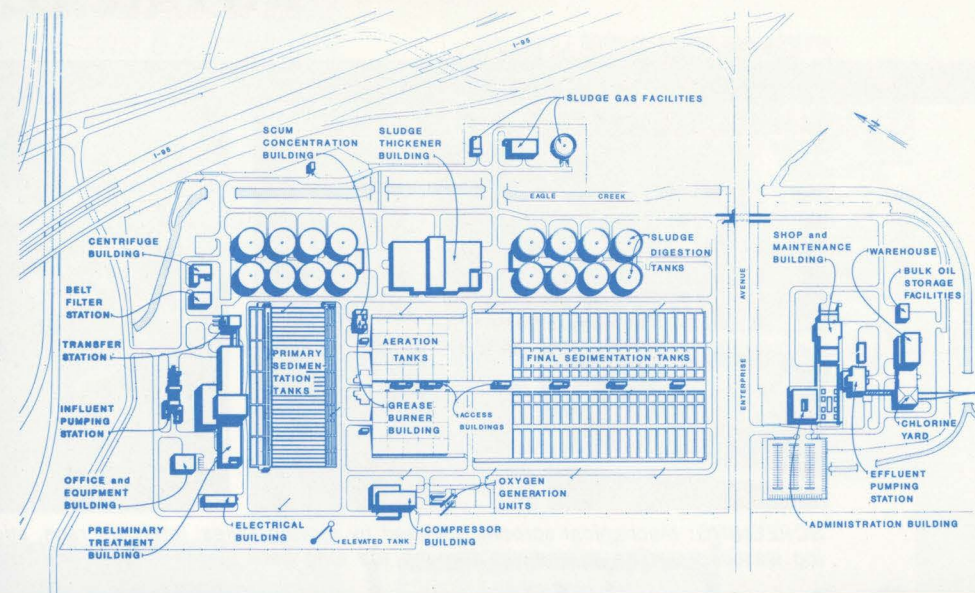 I-95
I-95
SLUDGE GAS FACILITIES
SCUM
CONCENTRATION
BUILDING
SLUDGE
THICKENER
BUILDING
N
EAGLE CREEK
CENTRIFUGE
BUILDING
BELT
FILTER
STATION
TRANSFER
STATION
INFLUENT
PUMPING
STATION
OFFICE and
EQUIPMENT
BUILDING
PRELIMINARY
TREATMENT
BUILDING
ELECTRICAL
BUILDING
PRIMARY
SEDIMEN-
TATION
TANKS
AERATION
TANKS
GREASE
BURNER
BUILDING
ACCESS
BUILDINGS
FINAL SEDIMENTATION TANKS
SLUDGE
DIGESTION
TANKS
ELEVATED TANK
COMPRESSOR
BUILDING
OXYGEN
GENERATION
UNITS
ENTERPRISE AVENUE
SHOP and
MAINTENANCE
BUILDING
WAREHOUSE
BULK OIL
STORAGE
FACILITIES
CHLORINE
YARD
EFFLUENT
PUMPING
STATION
ADMINISTRATION BUILDING